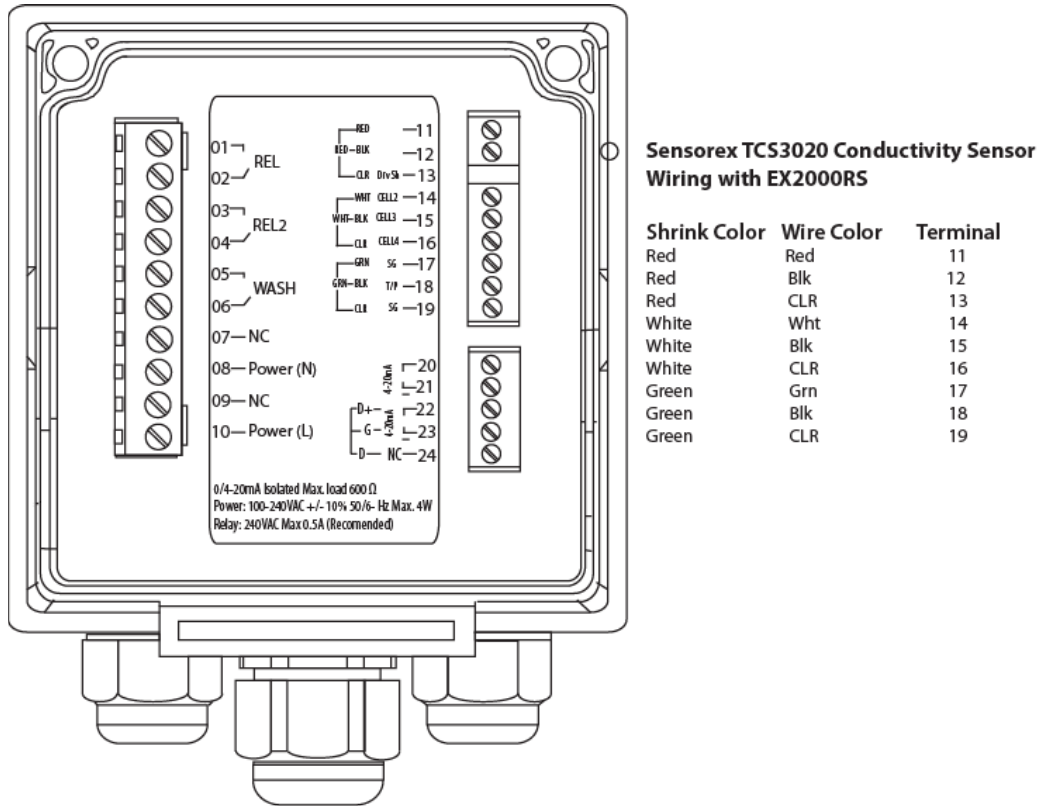 01
REL
02
03
REL2
04
05
WASH
06
07 NC
08 Power (N)
09 NC
10 Power (L)
RED 11
RED-BLK 12
CLR Drv Sh 13
WHT CELL2 14
WHT-BLK CELL3 15
CLR CELL4 16
GRN SG 17
GRN-BLK T/P 18
CLR SG 19
4-20mA
20
21
D+ 22
4-20mA
G 23
D- NC 24
0/4-20mA Isolated Max. load 600 Ω
Power: 100-240VAC +/- 10% 50/6- Hz Max. 4W
Relay: 240VAC Max 0.5A (Recomended)
Sensorex TCS3020 Conductivity Sensor
Wiring with EX2000RS
Shrink Color Wire Color Terminal
Red Red 11
Red Blk 12
Red CLR 13
White Wht 14
White Blk 15
White CLR 16
Green Grn 17
Green Blk 18
Green CLR 19